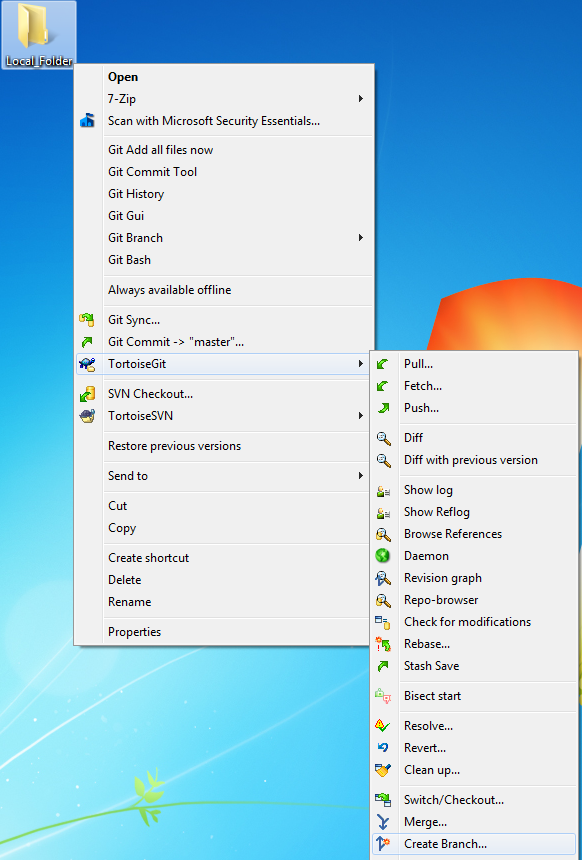 Local_Folder
Open
7-Zip
Scan with Microsoft Security Essentials...
Git Add all files now
Git Commit Tool
Git History
Git Gui
Git Branch
Git Bash
Always available offline
Git Sync...
Git Commit -> "master"...
TortoiseGit
SVN Checkout...
TortoiseSVN
Restore previous versions
Send to
Cut
Copy
Create shortcut
Delete
Rename
Properties
Pull...
Fetch...
Push...
Diff
Diff with previous version
Show log
Show Reflog
Browse References
Daemon
Revision graph
Repo-browser
Check for modifications
Rebase...
Stash Save
Bisect start
Resolve...
Revert...
Clean up...
Switch/Checkout...
Merge...
Create Branch...